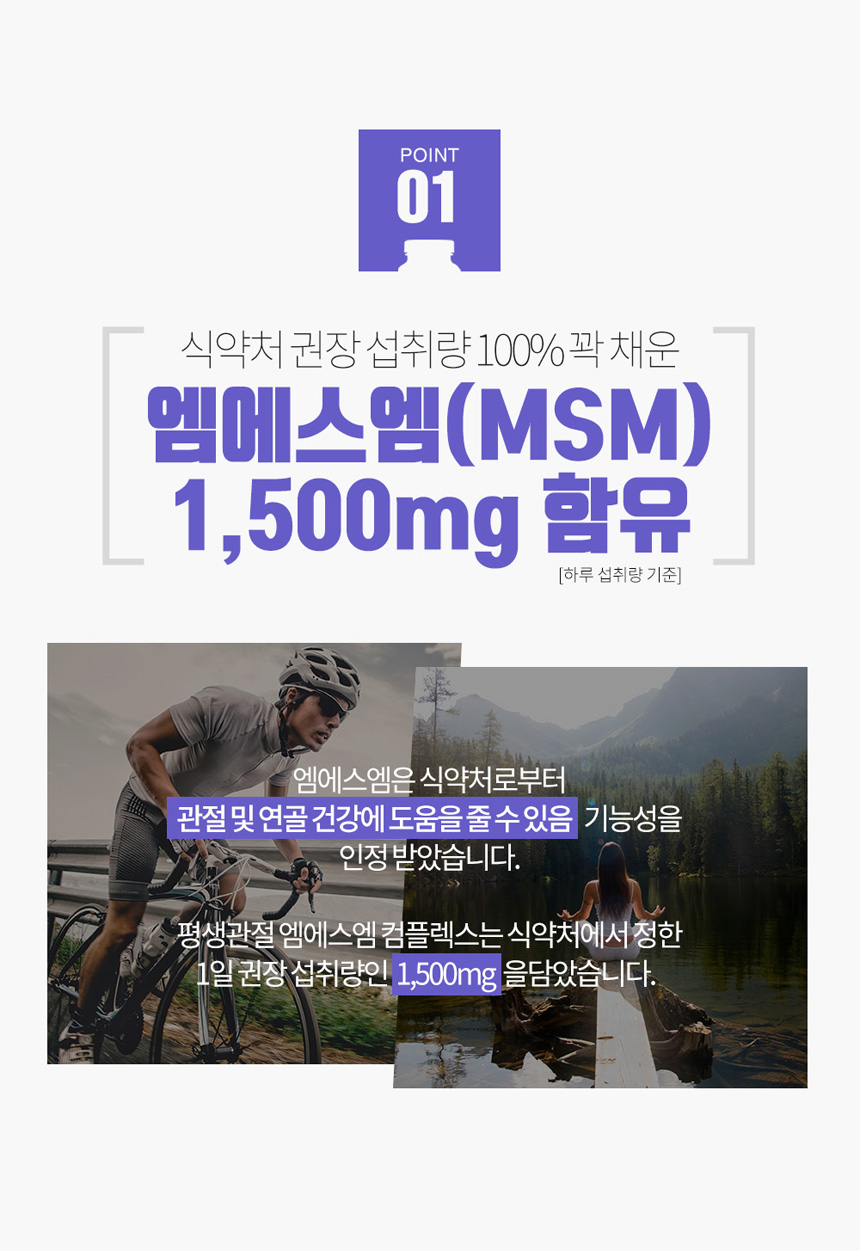 POINT
01
식약처 권장 섭취량 100% 꽉 채운
엠에스엠(MSM)
1,500mg 함유
[하루 섭취량 기준]
엠에스엠은 식약처로부터
관절 및 연골 건강에 도움을 줄 수 있음 기능성을
인정 받았습니다.
평생관절 엠에스엠 컴플렉스는 식약처에서 정한
1일 권장 섭취량인 1,500mg 을담았습니다.